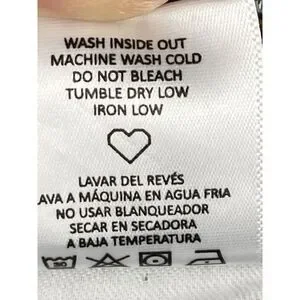 WASH INSIDE OUT
MACHINE WASH COLD
DO NOT BLEACH
TUMBLE DRY LOW
IRON LOW
LAVAR DEL REVÉS
AVA A MÁQUINA EN AGUA FRIA
NO USAR BLANQUEADOR
SECAR EN SECADORA
A BAJA TEMPERATURA